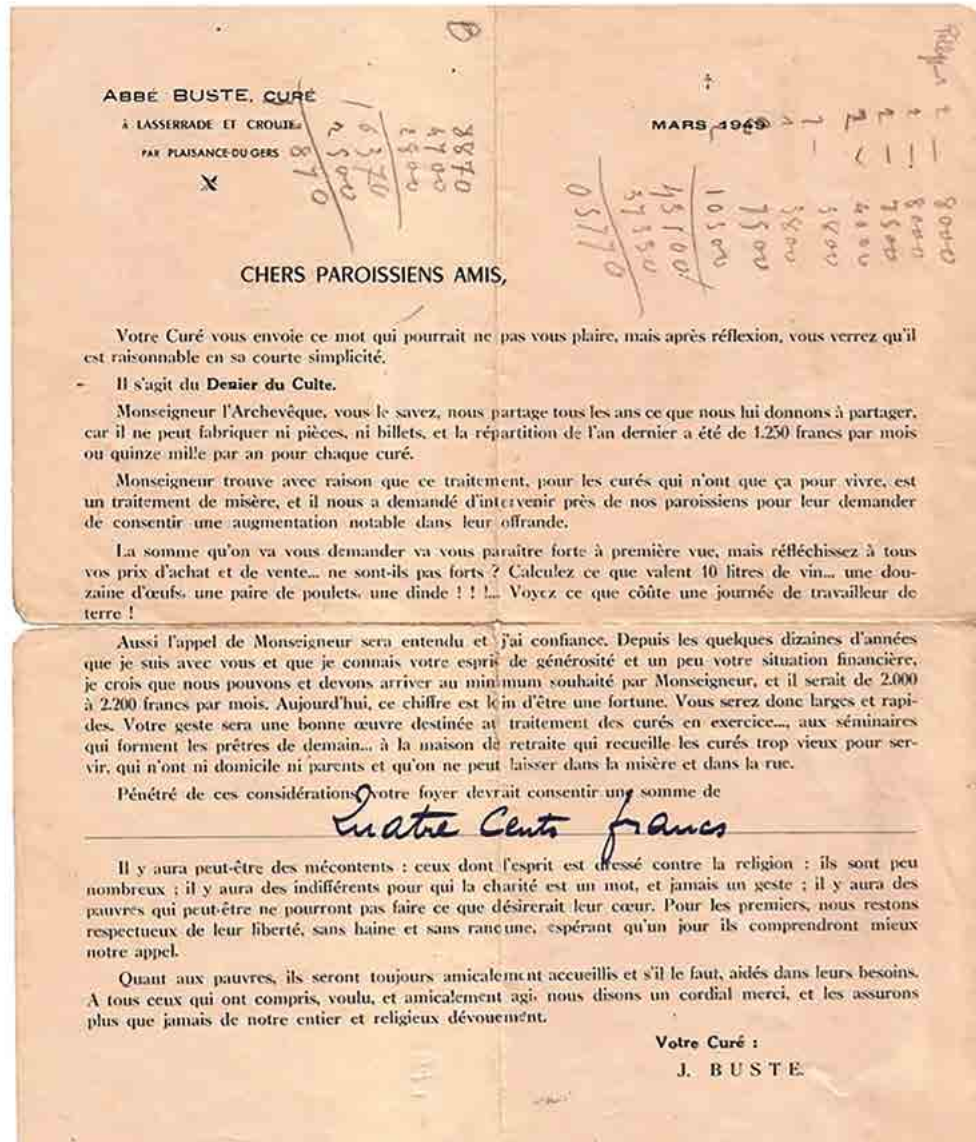 ABBÉ BUSTE, CURÉ
À LASSERRADE ET
PAR PLAISANCE-DU-GERS
MARS 1949
8870
4700
2800
16370
2500
870
2 — 8000
2 — 8000
2 — 7500
2 4000
3800
3800
7500
10500
45100
37550
05770
CHERS PAROISSIENS AMIS,
Votre Curé vous envoie ce mot qui pourrait ne pas vous plaire, mais après réflexion, vous verrez qu'il
est raisonnable en sa courte simplicité.
Il s'agit du Denier du Culte.
Monseigneur l'Archevêque, vous le savez, nous partage tous les ans ce que nous lui donnons à partager,
car il ne peut fabriquer ni pièces, ni billets, et la répartition de l'an dernier a été de 1.250 francs par mois
ou quinze mille par an pour chaque curé.
Monseigneur trouve avec raison que ce traitement, pour les curés qui n'ont que ça pour vivre, est
un traitement de misère, et il nous a demandé d'intervenir près de nos paroissiens pour leur demander
de consentir une augmentation notable dans leur offrande.
La somme qu'on va vous demander va vous paraître forte à première vue, mais réfléchissez à tous
vos prix d'achat et de vente... ne sont-ils pas forts ? Calculez ce que valent 10 litres de vin... une dou-
zaine d'œufs, une paire de poulets, une dinde ! ! !... Voyez ce que côûte une journée de travailleur de
terre !
Aussi l'appel de Monseigneur sera entendu et j'ai confiance. Depuis les quelques dizaines d'années
que je suis avec vous et que je connais votre esprit de générosité et un peu votre situation financière,
je crois que nous pouvons et devons arriver au minimum souhaité par Monseigneur, et il serait de 2.000
à 2.200 francs par mois. Aujourd'hui, ce chiffre est loin d'être une fortune. Vous serez donc larges et rapi-
des. Votre geste sera une bonne œuvre destinée au traitement des curés en exercice..., aux séminaires
qui forment les prêtres de demain... à la maison de retraite qui recueille les curés trop vieux pour ser-
vir, qui n'ont ni domicile ni parents et qu'on ne peut laisser dans la misère et dans la rue.
Pénétré de ces considérations, votre foyer devrait consentir une somme de
Quatre Cents francs
Il y aura peut-être des mécontents : ceux dont l'esprit est dressé contre la religion : ils sont peu
nombreux ; il y aura des indifférents pour qui la charité est un mot, et jamais un geste ; il y aura des
pauvres qui peut-être ne pourront pas faire ce que désirerait leur cœur. Pour les premiers, nous restons
respectueux de leur liberté, sans haine et sans rancune, espérant qu'un jour ils comprendront mieux
notre appel.
Quant aux pauvres, ils seront toujours amicalement accueillis et s'il le faut, aidés dans leurs besoins.
A tous ceux qui ont compris, voulu, et amicalement agi, nous disons un cordial merci, et les assurons
plus que jamais de notre entier et religieux dévouement.
Votre Curé :
J. BUSTE.